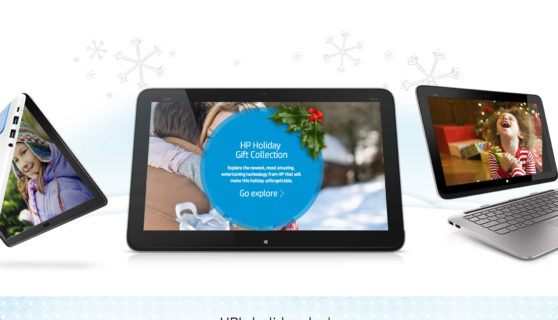 HP Holiday
Gift Collection
Explore the newest, most amazing,
entertaining technology from HP that will
make this holiday unforgettable.
Go explore >